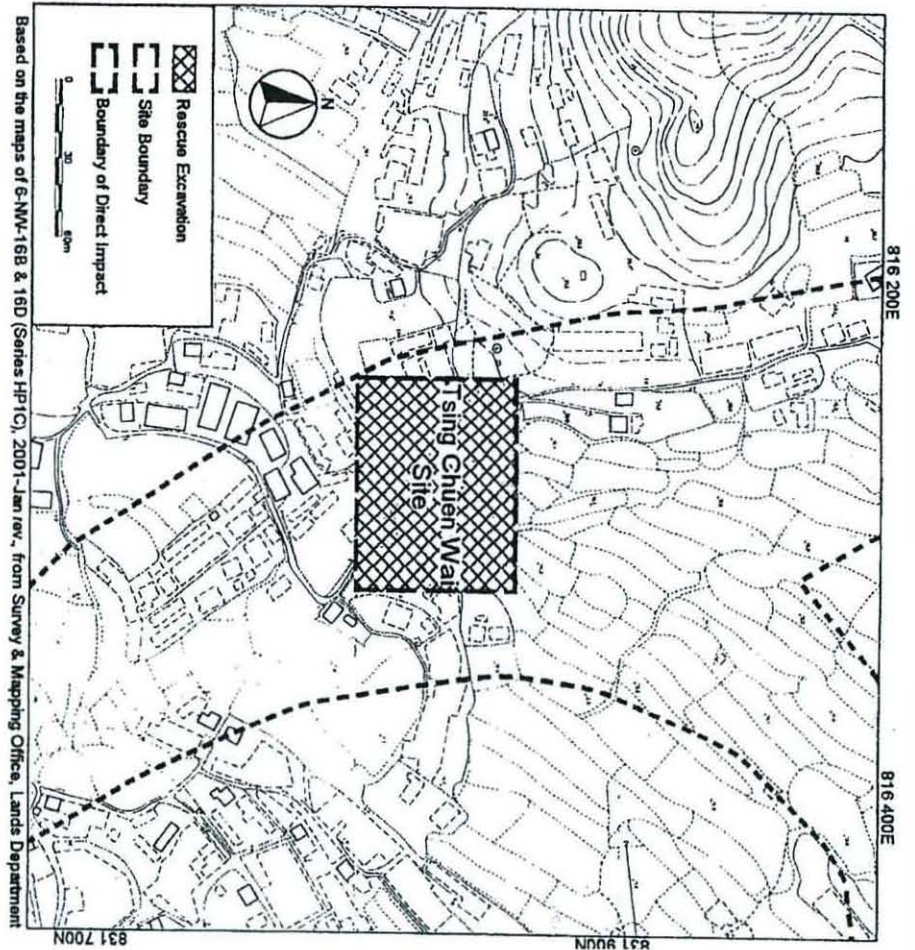 816 200E
816 400E
Tsing Chuen Wai
Site
N
Rescue Excavation
Site Boundary
Boundary of Direct Impact
0 30 60m
831 700N
831 900N
Based on the maps of 6-NW-16B & 16D (Series HP1C), 2001-Jan rev., from Survey & Mapping Office, Lands Department